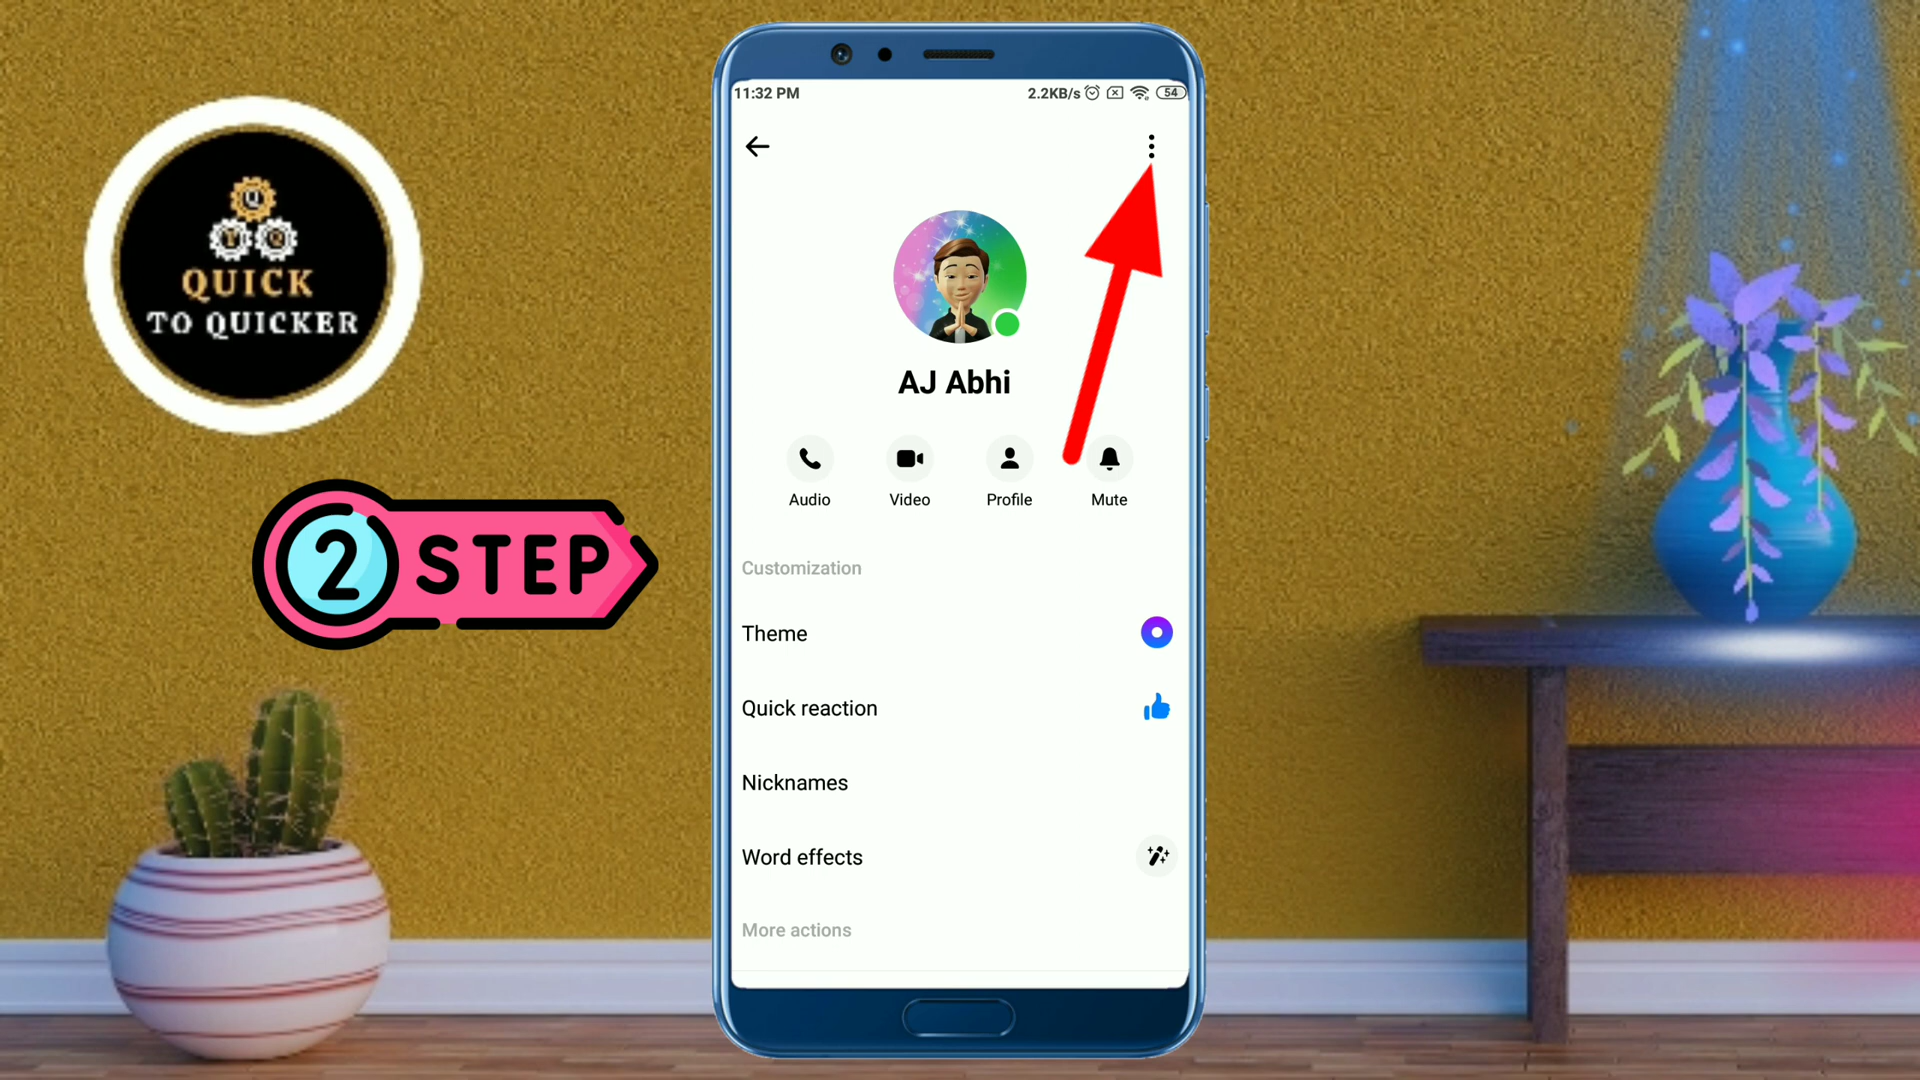 Q
Y Q
QUICK
TO QUICKER
2 STEP
11:32 PM
2.2KB/s 54
AJ Abhi
Audio Video Profile Mute
Customization
Theme
Quick reaction
Nicknames
Word effects
More actions